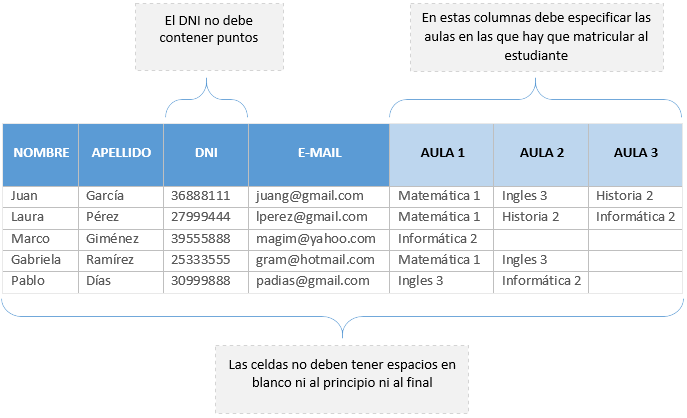 El DNI no debe
contener puntos
En estas columnas debe especificar las
aulas en las que hay que matricular al
estudiante
NOMBRE APELLIDO DNI E-MAIL AULA 1 AULA 2 AULA 3
Juan García 36888111 juang@gmail.com Matemática 1 Ingles 3 Historia 2
Laura Pérez 27999444 lperez@gmail.com Matemática 1 Historia 2 Informática 2
Marco Giménez 39555888 magim@yahoo.com Informática 2
Gabriela Ramírez 25333555 gram@hotmail.com Matemática 1 Ingles 3
Pablo Días 30999888 padias@gmail.com Ingles 3 Informática 2
Las celdas no deben tener espacios en
blanco ni al principio ni al final